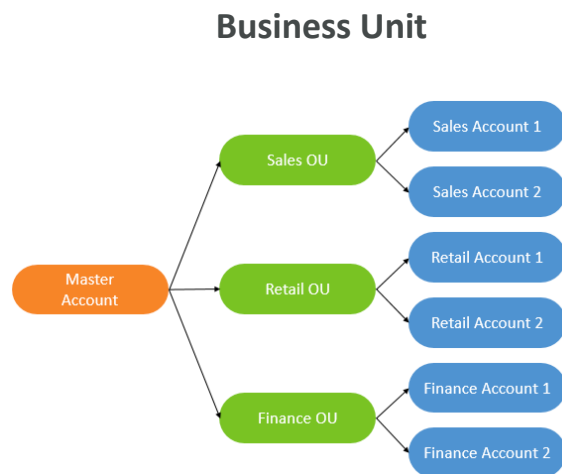 Business Unit
Sales Account 1
Sales OU
Sales Account 2
Retail Account 1
Master
Account
Retail OU
Retail Account 2
Finance Account 1
Finance OU
Finance Account 2